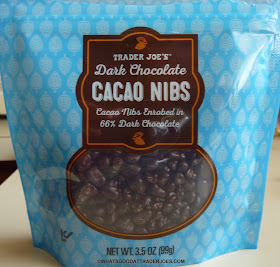 TRADER JOE'S®
Dark Chocolate
CACAO NIBS
Cacao Nibs Enrobed in
66% Dark Chocolate
NET WT. 3.5 OZ (99g)
©WHATSGOODATTRADERJOES.COM